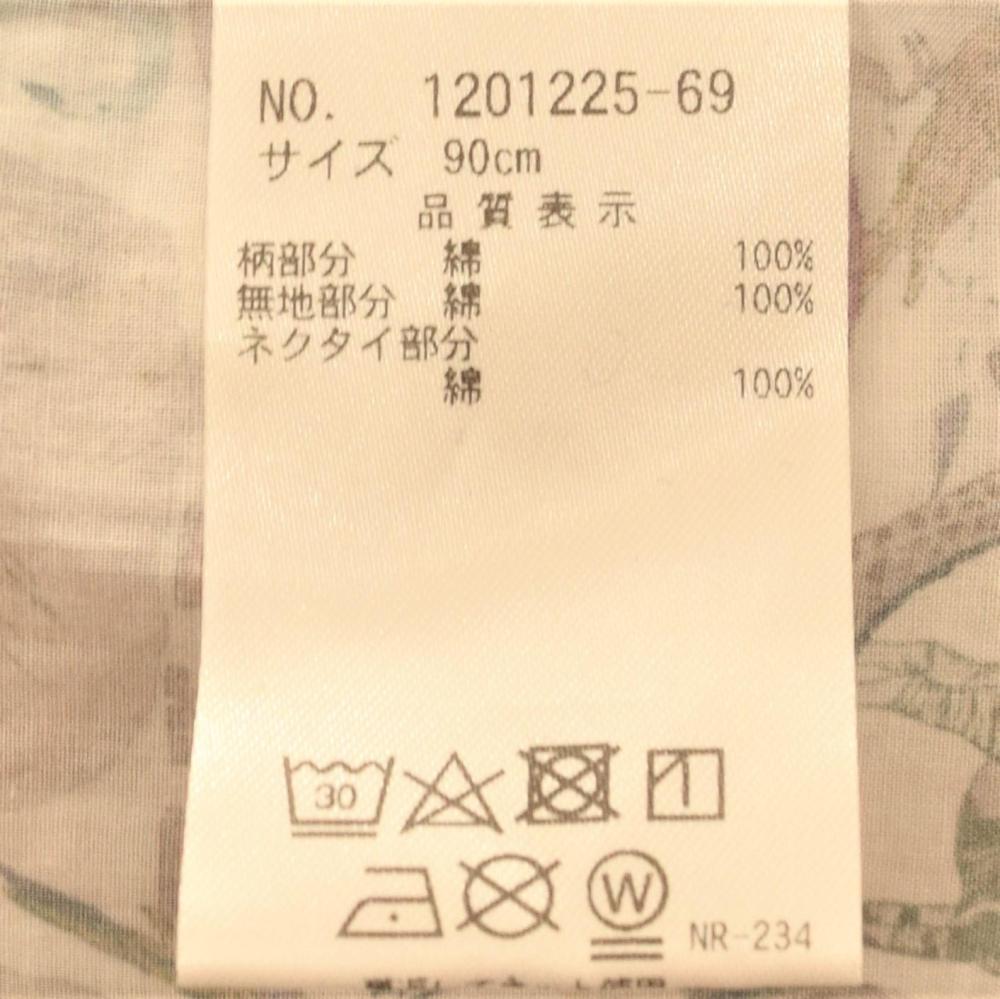 NO. 1201225-69
サイズ 90cm
品質表示
柄部分 綿 100%
無地部分 綿 100%
ネクタイ部分
綿 100%
30
W
NR-234